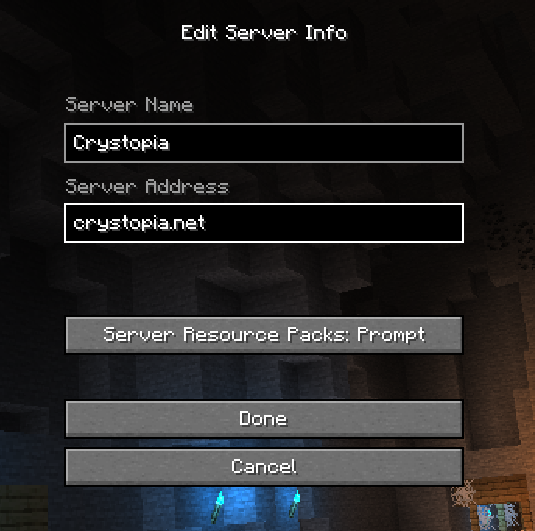 Edit Server Info
Server Name
Crystopia
Server Address
crystopia.net
Server Resource Packs: Prompt
Done
Cancel